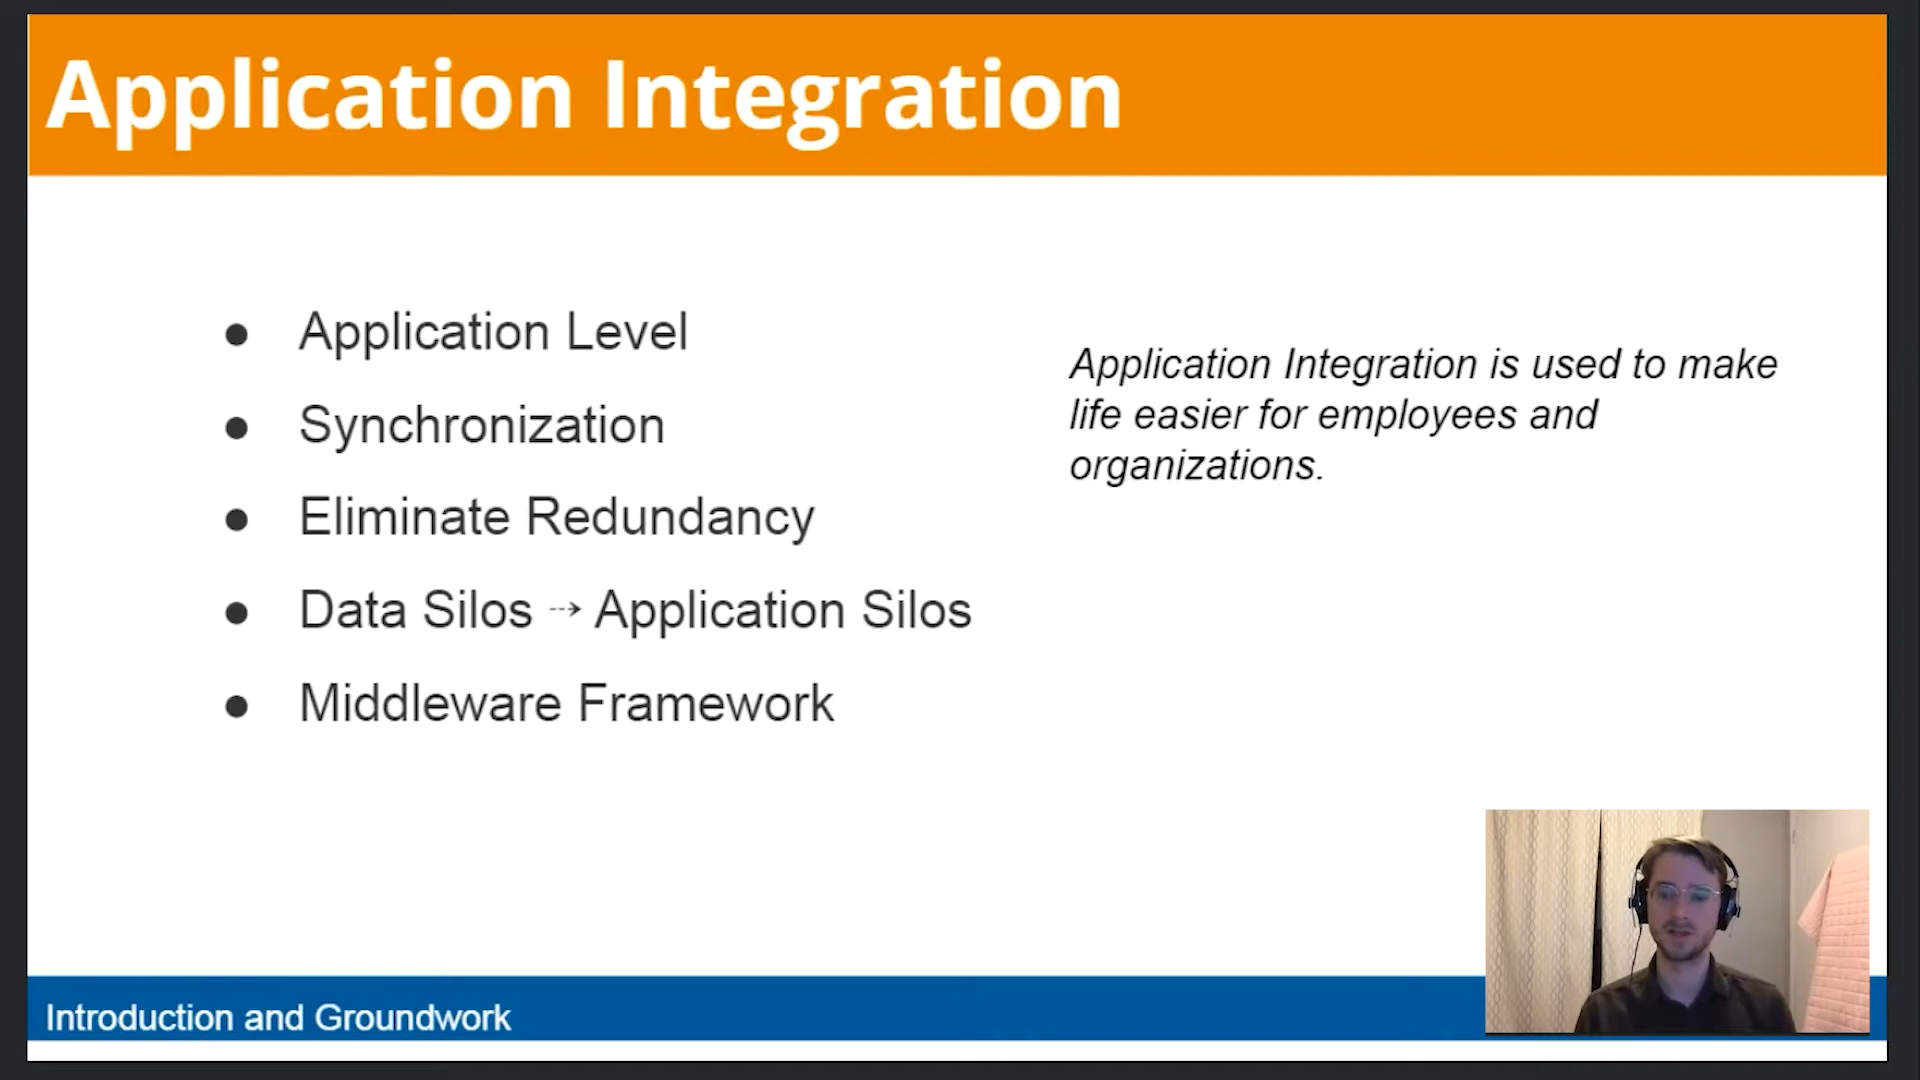 Application Integration
● Application Level
● Synchronization
● Eliminate Redundancy
● Data Silos ⇢ Application Silos
● Middleware Framework
Application Integration is used to make
life easier for employees and
organizations.
Introduction and Groundwork